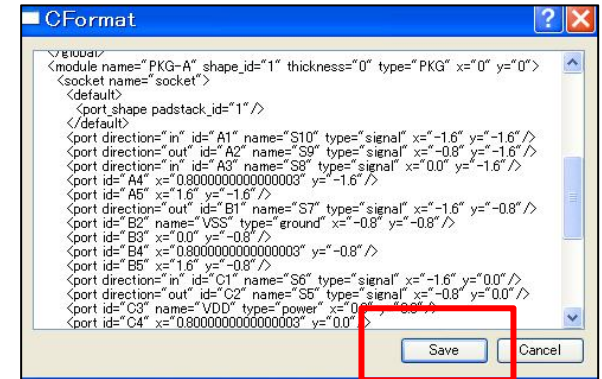 CFormat
</global>
<module name="PKG-A" shape_id="1" thickness="0" type="PKG" x="0" y="0">
<socket name="socket">
<default>
<port_shape padstack_id="1"/>
</default>
<port direction="in" id="A1" name="S10" type="signal" x="-1.6" y="-1.6"/>
<port direction="out" id="A2" name="S9" type="signal" x="-0.8" y="-1.6"/>
<port direction="in" id="A3" name="S8" type="signal" x="0.0" y="-1.6"/>
<port id="A4" x="0.8000000000000003" y="-1.6"/>
<port id="A5" x="1.6" y="-1.6"/>
<port direction="out" id="B1" name="S7" type="signal" x="-1.6" y="-0.8"/>
<port id="B2" name="VSS" type="ground" x="-0.8" y="-0.8"/>
<port id="B3" x="0.0" y="-0.8"/>
<port id="B4" x="0.8000000000000003" y="-0.8"/>
<port id="B5" x="1.6" y="-0.8"/>
<port direction="in" id="C1" name="S6" type="signal" x="-1.6" y="0.0"/>
<port direction="out" id="C2" name="S5" type="signal" x="-0.8" y="0.0"/>
<port id="C3" name="VDD" type="power"
<port id="C4" x="0.8000000000000003" y="0.0"/>
Save
Cancel